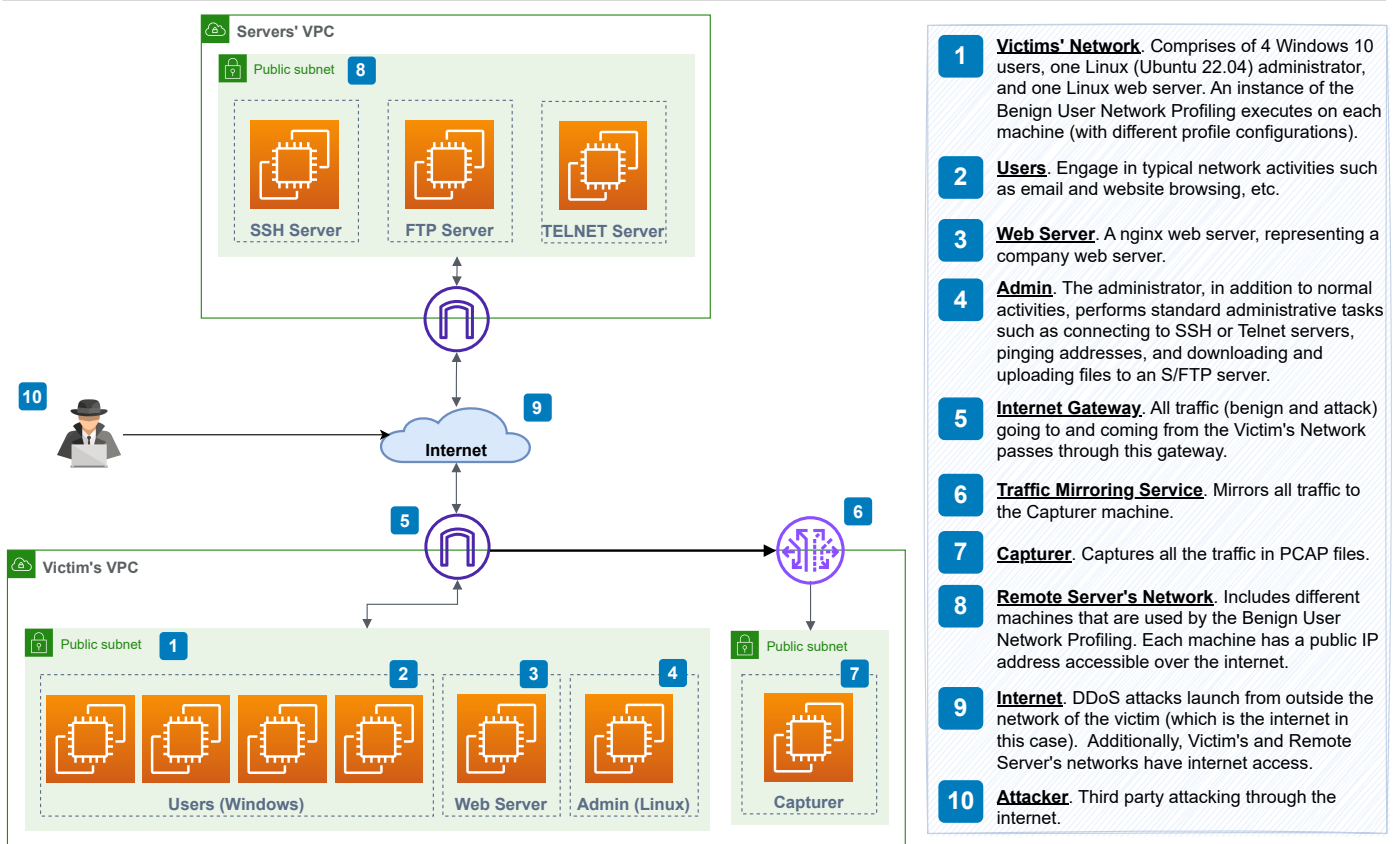 Servers' VPC
Public subnet
8
SSH Server
FTP Server
TELNET Server
10
9
Internet
5
6
Victim's VPC
Public subnet
1
2
3
4
Users (Windows)
Web Server
Admin (Linux)
Public subnet
7
Capturer
1
Victims' Network. Comprises of 4 Windows 10
users, one Linux (Ubuntu 22.04) administrator,
and one Linux web server. An instance of the
Benign User Network Profiling executes on each
machine (with different profile configurations).
2
Users. Engage in typical network activities such
as email and website browsing, etc.
3
Web Server. A nginx web server, representing a
company web server.
4
Admin. The administrator, in addition to normal
activities, performs standard administrative tasks
such as connecting to SSH or Telnet servers,
pinging addresses, and downloading and
uploading files to an S/FTP server.
5
Internet Gateway. All traffic (benign and attack)
going to and coming from the Victim's Network
passes through this gateway.
6
Traffic Mirroring Service. Mirrors all traffic to
the Capturer machine.
7
Capturer. Captures all the traffic in PCAP files.
8
Remote Server's Network. Includes different
machines that are used by the Benign User
Network Profiling. Each machine has a public IP
address accessible over the internet.
9
Internet. DDoS attacks launch from outside the
network of the victim (which is the internet in
this case). Additionally, Victim's and Remote
Server's networks have internet access.
10
Attacker. Third party attacking through the
internet.